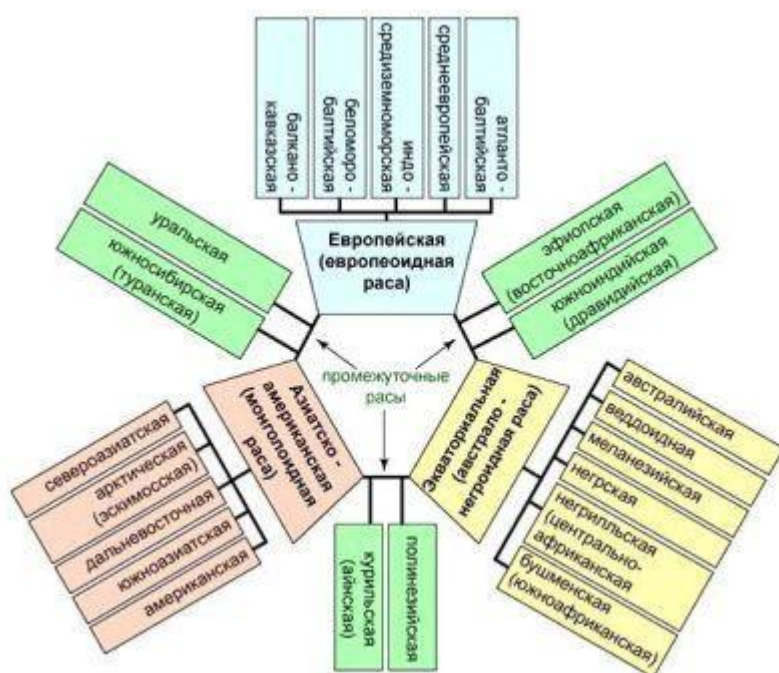 балкано -
кавказская
беломоро -
балтийская
индо -
средиземноморская
среднеевропейская
атланто -
балтийская
Европейская
(европеоидная
раса)
уральская
южносибирская
(туранская)
эфиопская
(восточноафриканская)
южноиндийская
(дравидийская)
промежуточные
расы
Азиатско -
американская
(монголоидная
раса)
Экваториальная
(австрало -
негроидная раса)
североазиатская
арктическая
(эскимосская)
дальневосточная
южноазиатская
американская
курильская
(айнская)
полинезийская
австралийская
веддоидная
меланезийская
негрская
негрилльская
(центрально-
африканская
бушменская
(южноафриканская)